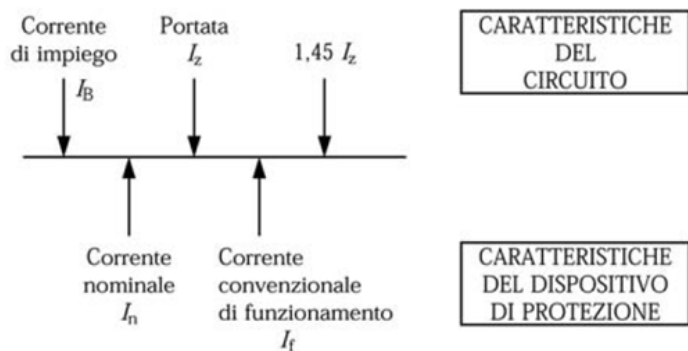 Corrente
di impiego
I_B
Portata
I_z
1,45 I_z
CARATTERISTICHE
DEL
CIRCUITO
Corrente
nominale
I_n
Corrente
convenzionale
di funzionamento
I_f
CARATTERISTICHE
DEL DISPOSITIVO
DI PROTEZIONE